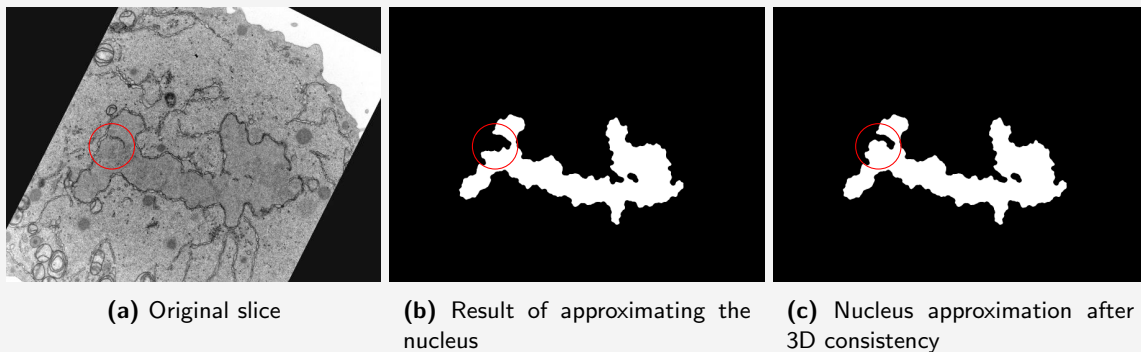 (a) Original slice
(b) Result of approximating the
nucleus
(c) Nucleus approximation after
3D consistency